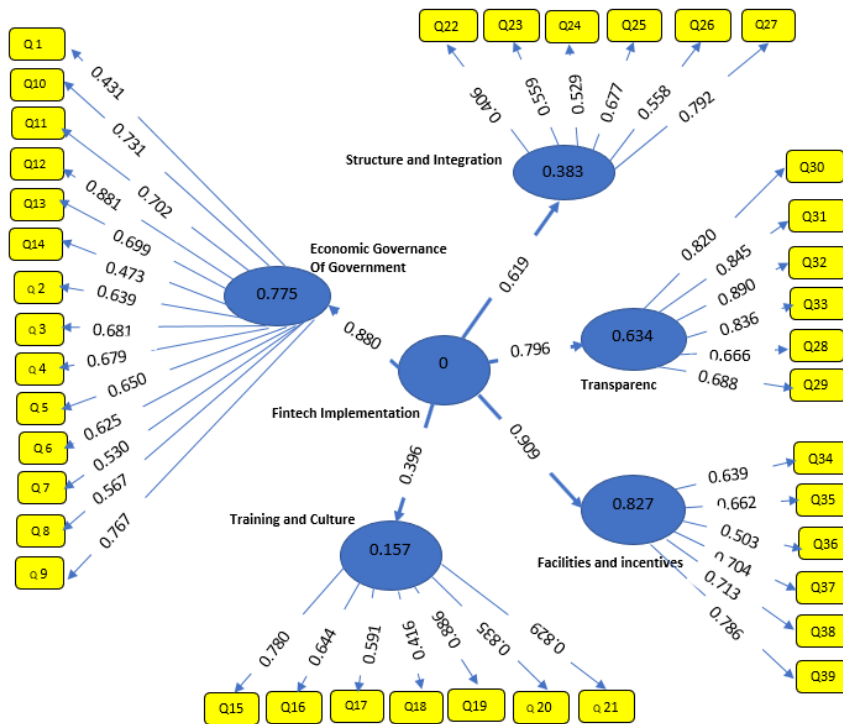 Q22
Q23
Q24
Q25
Q26
Q27
0.406
0.559
0.529
0.677
0.558
0.792
Structure and Integration
0.383
Q 1
Q10
Q11
Q12
Q13
Q14
Q 2
Q 3
Q 4
Q 5
Q 6
Q 7
Q 8
Q 9
0.431
0.731
0.702
0.881
0.699
0.473
0.639
0.681
0.679
0.650
0.625
0.530
0.567
0.767
Economic Governance
Of Government
0.775
0.880
0.619
0
Fintech Implementation
0.796
0.909
0.396
0.634
Transparenc
0.820
0.845
0.890
0.836
0.666
0.688
Q30
Q31
Q32
Q33
Q28
Q29
0.827
Facilities and incentives
0.639
0.662
0.503
0.704
0.713
0.786
Q34
Q35
Q36
Q37
Q38
Q39
Training and Culture
0.157
0.780
0.644
0.591
0.416
0.886
0.835
0.829
Q15
Q16
Q17
Q18
Q19
Q 20
Q 21